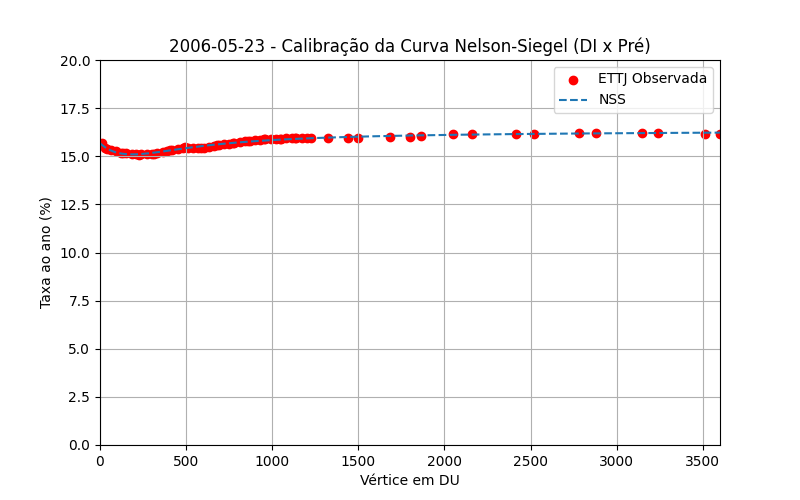 2006-05-23 - Calibração da Curva Nelson-Siegel (DI x Pré)
ETTJ Observada
NSS
Taxa ao ano (%)
20.0
17.5
15.0
12.5
10.0
7.5
5.0
2.5
0.0
0 500 1000 1500 2000 2500 3000 3500
Vértice em DU